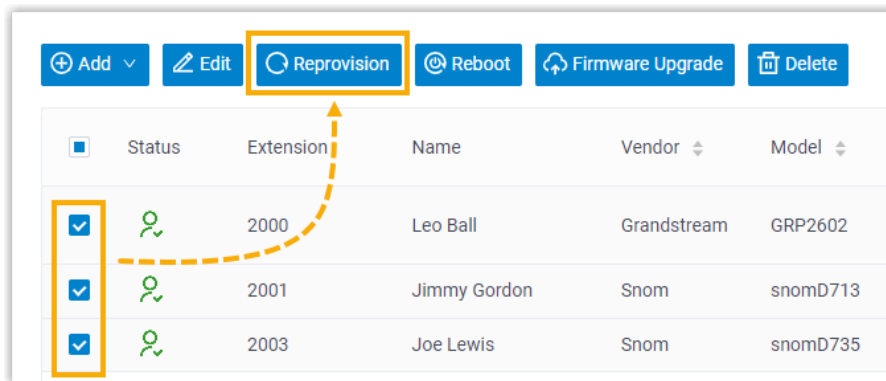 Add Edit Reprovision Reboot Firmware Upgrade Delete
Status Extension Name Vendor Model
2000 Leo Ball Grandstream GRP2602
2001 Jimmy Gordon Snom snomD713
2003 Joe Lewis Snom snomD735